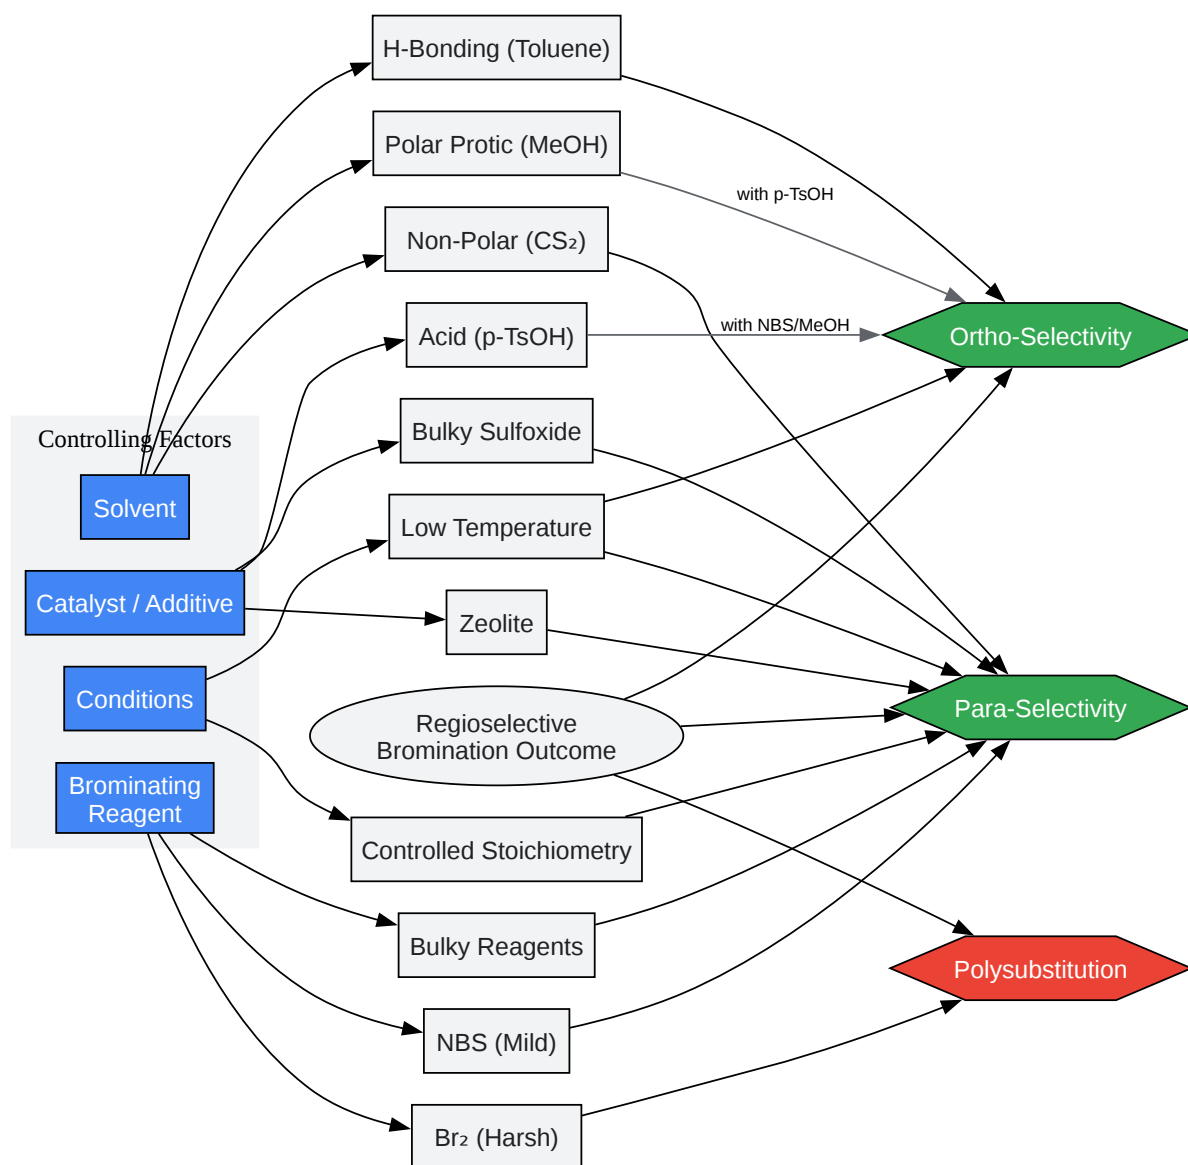 H-Bonding (Toluene)
Polar Protic (MeOH)
with p-TsOH
Non-Polar (CS₂)
Acid (p-TsOH)
with NBS/MeOH
Ortho-Selectivity
Controlling Factors
Bulky Sulfoxide
Solvent
Low Temperature
Catalyst / Additive
Zeolite
Conditions
Regioselective
Bromination Outcome
Para-Selectivity
Brominating
Reagent
Controlled Stoichiometry
Bulky Reagents
Polysubstitution
NBS (Mild)
Br₂ (Harsh)